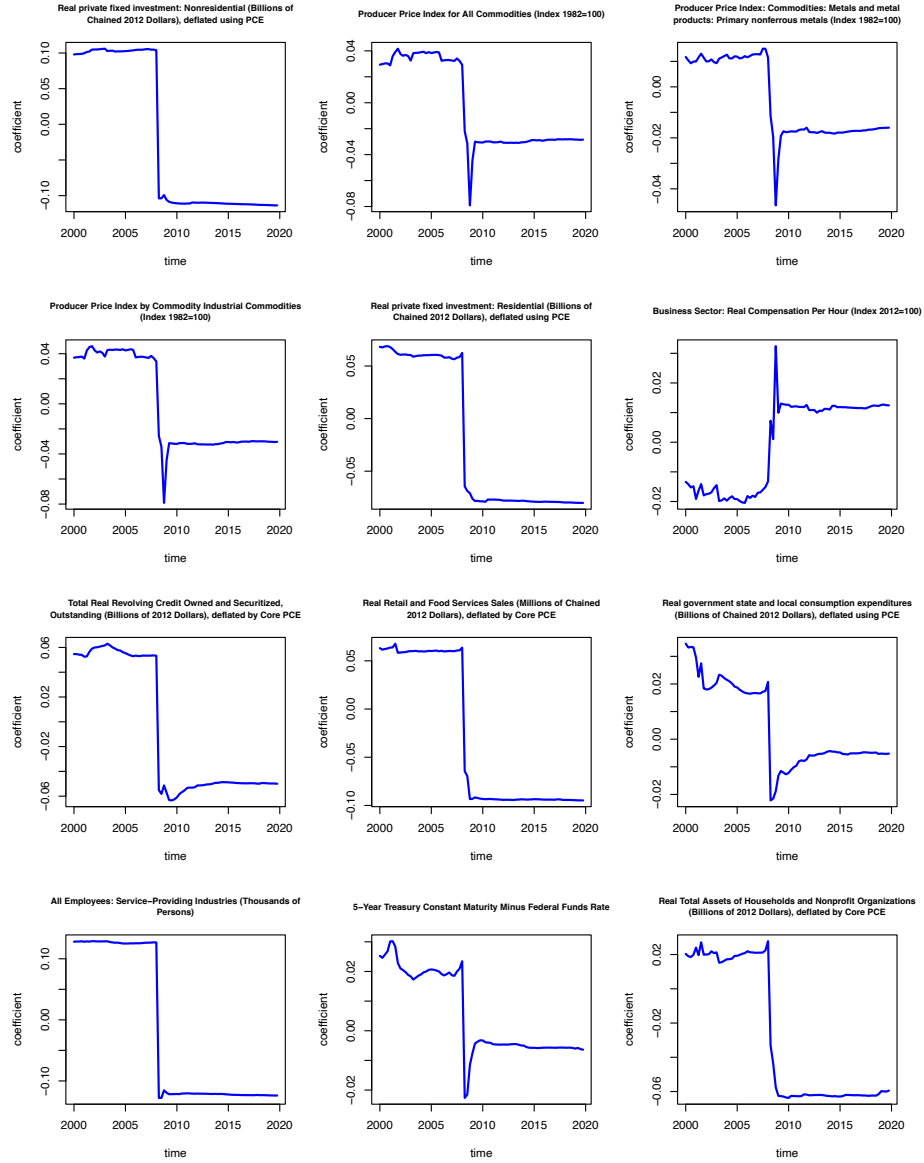 Real private fixed investment: Nonresidential (Billions of
Chained 2012 Dollars), deflated using PCE
coefficient
−0.10 0.00 0.05 0.10
2000 2005 2010 2015 2020
time
Producer Price Index for All Commodities (Index 1982=100)
coefficient
−0.08 −0.04 0.00 0.04
2000 2005 2010 2015 2020
time
Producer Price Index: Commodities: Metals and metal
products: Primary nonferrous metals (Index 1982=100)
coefficient
−0.04 −0.02 0.00
2000 2005 2010 2015 2020
time
Producer Price Index by Commodity Industrial Commodities
(Index 1982=100)
coefficient
−0.08 −0.04 0.00 0.04
2000 2005 2010 2015 2020
time
Real private fixed investment: Residential (Billions of
Chained 2012 Dollars), deflated using PCE
coefficient
−0.05 0.00 0.05
2000 2005 2010 2015 2020
time
Business Sector: Real Compensation Per Hour (Index 2012=100)
coefficient
−0.02 0.00 0.02
2000 2005 2010 2015 2020
time
Total Real Revolving Credit Owned and Securitized,
Outstanding (Billions of 2012 Dollars), deflated by Core PCE
coefficient
−0.06 −0.02 0.02 0.06
2000 2005 2010 2015 2020
time
Real Retail and Food Services Sales (Millions of Chained
2012 Dollars), deflated by Core PCE
coefficient
−0.10 −0.05 0.00 0.05
2000 2005 2010 2015 2020
time
Real government state and local consumption expenditures
(Billions of Chained 2012 Dollars), deflated using PCE
coefficient
−0.02 0.00 0.02
2000 2005 2010 2015 2020
time
All Employees: Service−Providing Industries (Thousands of
Persons)
coefficient
−0.10 0.00 0.10
2000 2005 2010 2015 2020
time
5−Year Treasury Constant Maturity Minus Federal Funds Rate
coefficient
−0.02 0.00 0.02
2000 2005 2010 2015 2020
time
Real Total Assets of Households and Nonprofit Organizations
(Billions of 2012 Dollars), deflated by Core PCE
coefficient
−0.06 −0.02 0.02
2000 2005 2010 2015 2020
time